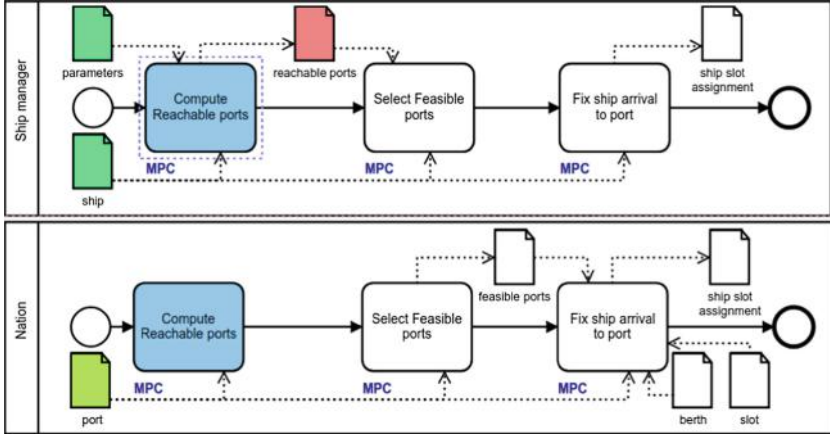 Ship manager
parameters
reachable ports
ship slot
assignment
Compute
Reachable ports
Select Feasible
ports
Fix ship arrival
to port
MPC
MPC
MPC
ship
Nation
feasible ports
ship slot
assignment
Compute
Reachable ports
Select Feasible
ports
Fix ship arrival
to port
MPC
MPC
MPC
port
berth
slot